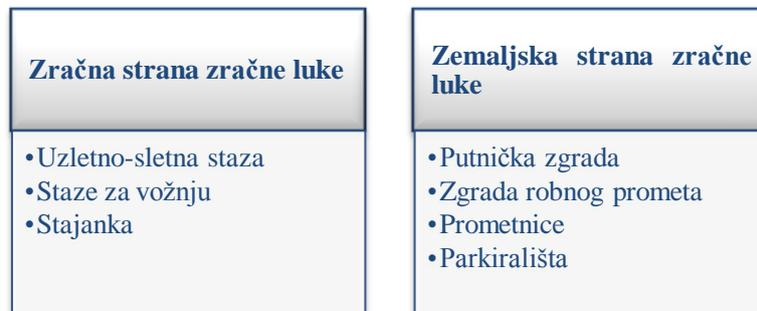 Zračna strana zračne luke
•Uzletno-sletna staza
•Staze za vožnju
•Stajanka
Zemaljska strana zračne
luke
•Putnička zgrada
•Zgrada robnog prometa
•Prometnice
•Parkirališta